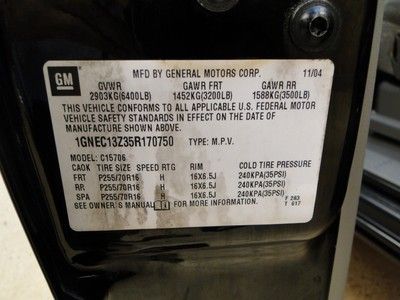 GM
MFD BY GENERAL MOTORS CORP. 11/04
GVWR GAWR FRT GAWR RR
2903KG(6400LB) 1452KG(3200LB) 1588KG(3500LB)
THIS VEHICLE CONFORMS TO ALL APPLICABLE U.S. FEDERAL MOTOR
VEHICLE SAFETY STANDARDS IN EFFECT ON THE DATE OF
MANUFACTURE SHOWN ABOVE.
1GNEC13Z35R170750 TYPE: M.P.V.
MODEL: C15706
CAOK TIRE SIZE SPEED RTG RIM COLD TIRE PRESSURE
FRT P255/70R16 H 16X6.5J 240KPA(35PSI)
RR P255/70R16 H 16X6.5J 240KPA(35PSI)
SPA P255/70R16 H 16X6.5J 240KPA(35PSI)
SEE OWNER'S MANUAL FOR MORE INFORMATION. F 263
T 017